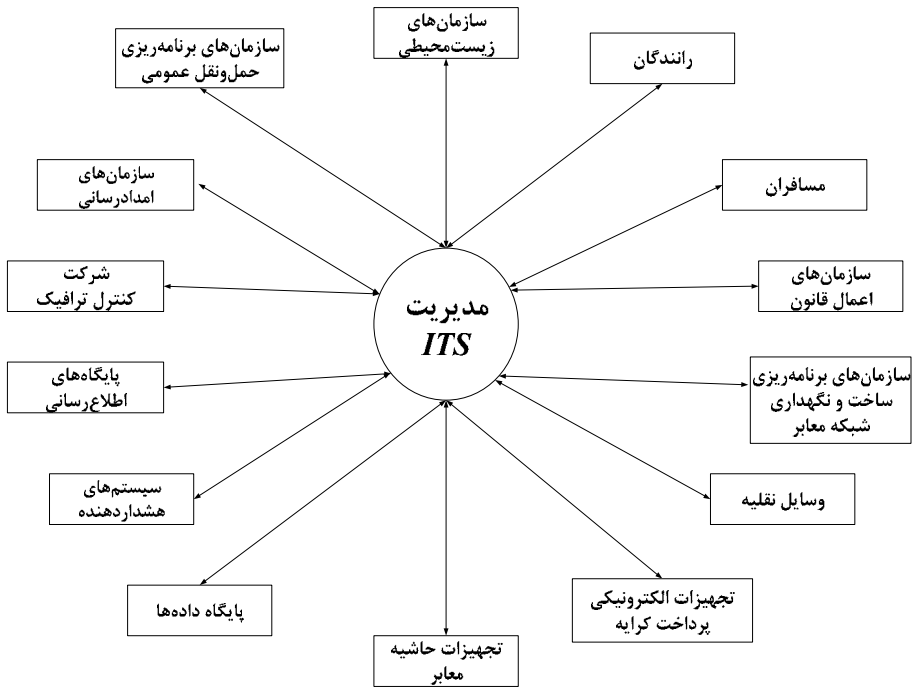 سازمان‌های
زیست‌محیطی
رانندگان
سازمان‌های برنامه‌ریزی
حمل‌ونقل عمومی
مسافران
سازمان‌های
امدادرسانی
سازمان‌های
اعمال قانون
شرکت
کنترل ترافیک
مدیریت
ITS
سازمان‌های برنامه‌ریزی
ساخت و نگهداری
شبکه معابر
پایگاه‌های
اطلاع‌رسانی
وسایل نقلیه
سیستم‌های
هشداردهنده
تجهیزات الکترونیکی
پرداخت کرایه
پایگاه داده‌ها
تجهیزات حاشیه
معابر